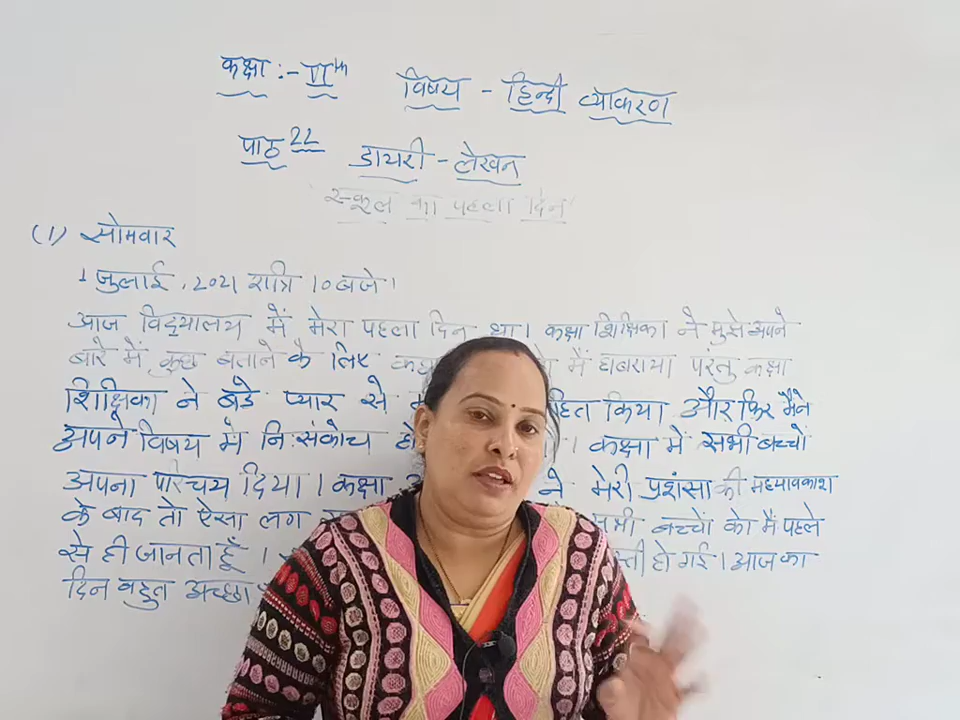 कक्षा :- VIth विषय - हिन्दी व्याकरण
पाठ 22 डायरी - लेखन
'स्कूल का पहला दिन'
(1) सोमवार
1 जुलाई, 2021 रात्रि 10 बजे।
आज विद्यालय में मेरा पहला दिन था। कक्षा शिक्षिका ने मुझे अपने
बारे में कुछ बताने के लिए में घबराया परंतु कक्षा
शिक्षिका ने बड़े प्यार से किया और फिर मैंने
अपने विषय में नि:संकोच कक्षा में सभी बच्चों
अपना परिचय दिया। कक्षा ने मेरी प्रशंसा की मध्यावकाश
के बाद तो ऐसा लग बच्चों को मैं पहले
से ही जानता हूँ। हो गई। आज का
दिन बहुत अच्छा